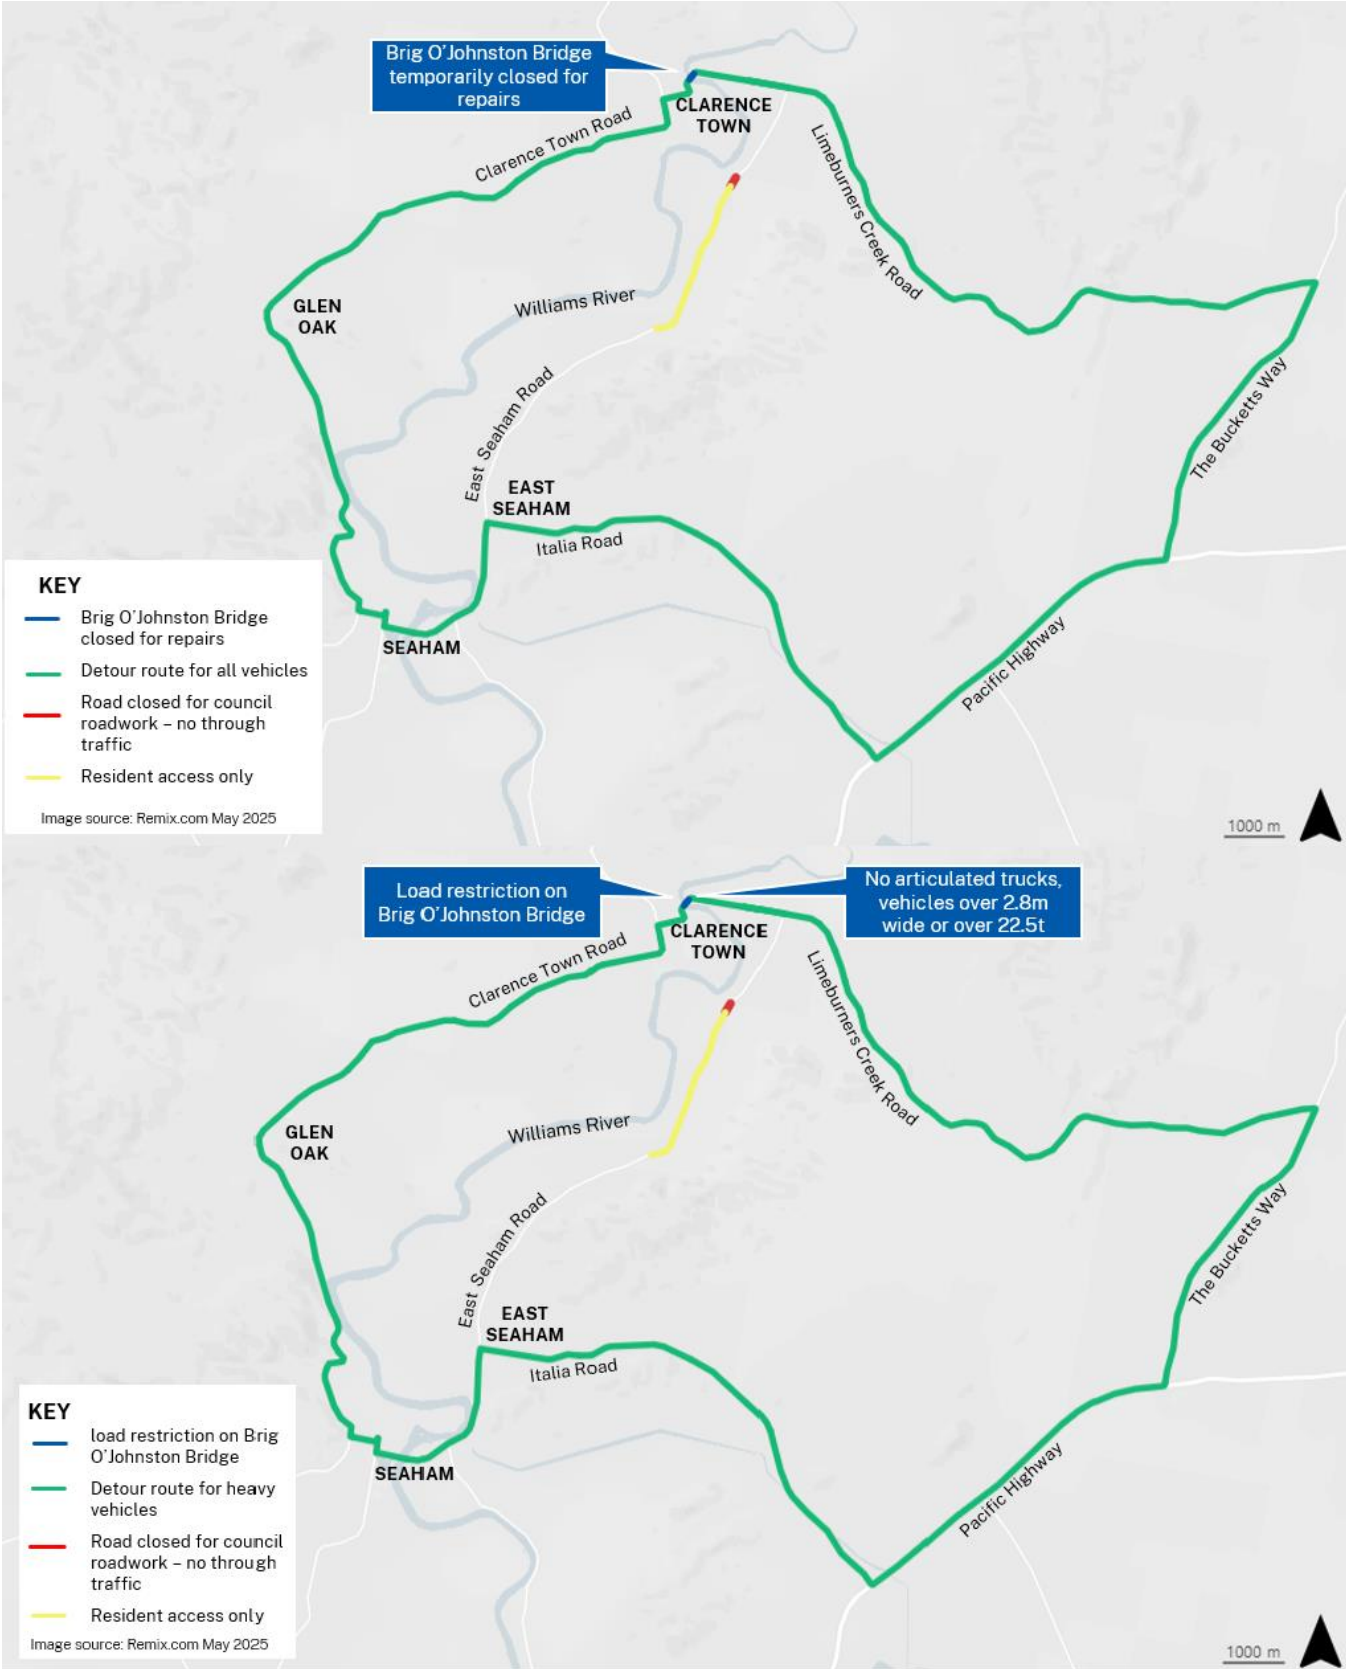 Brig O'Johnston Bridge
temporarily closed for
repairs
CLARENCE
TOWN
Clarence Town Road
Limeburners Creek Road
GLEN
OAK
Williams River
The Bucketts Way
East Seaham Road
EAST
SEAHAM
Italia Road
SEAHAM
Pacific Highway
KEY
Brig O'Johnston Bridge
closed for repairs
Detour route for all vehicles
Road closed for council
roadwork – no through
traffic
Resident access only
Image source: Remix.com May 2025
1000 m
Load restriction on
Brig O'Johnston Bridge
No articulated trucks,
vehicles over 2.8m
wide or over 22.5t
CLARENCE
TOWN
Clarence Town Road
Limeburners Creek Road
GLEN
OAK
Williams River
The Bucketts Way
East Seaham Road
EAST
SEAHAM
Italia Road
SEAHAM
Pacific Highway
KEY
load restriction on Brig
O'Johnston Bridge
Detour route for heavy
vehicles
Road closed for council
roadwork – no through
traffic
Resident access only
Image source: Remix.com May 2025
1000 m